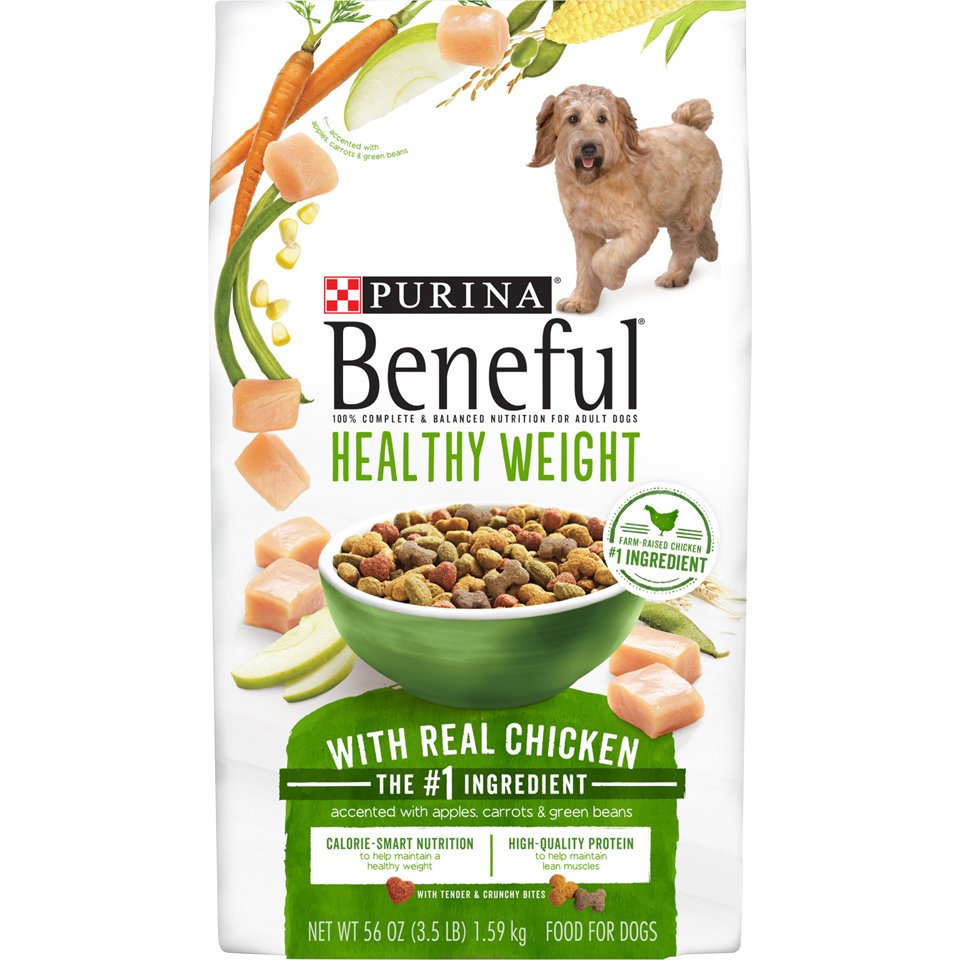 accented with
apples, carrots & green beans
PURINA®
Beneful®
100% COMPLETE & BALANCED NUTRITION FOR ADULT DOGS
HEALTHY WEIGHT
FARM-RAISED CHICKEN
#1 INGREDIENT
WITH REAL CHICKEN
THE #1 INGREDIENT
accented with apples, carrots & green beans
CALORIE-SMART NUTRITION
to help maintain a
healthy weight
HIGH-QUALITY PROTEIN
to help maintain
lean muscles
WITH TENDER & CRUNCHY BITES
NET WT 56 OZ (3.5 LB) 1.59 kg FOOD FOR DOGS